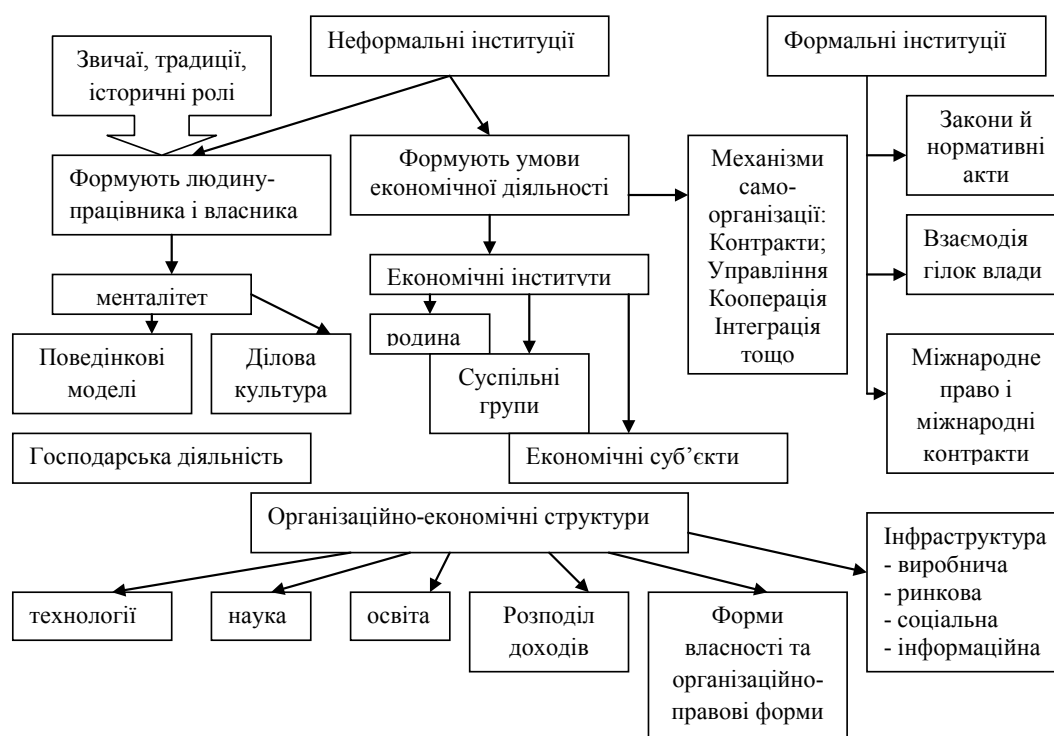 Звичаї, традиції,
історичні ролі
Неформальні інституції
Формальні інституції
Закони й
нормативні
акти
Формують людину-
працівника і власника
Формують умови
економічної діяльності
Механізми
само-
організації:
Контракти;
Управління
Кооперація
Інтеграція
тощо
Взаємодія
гілок влади
менталітет
Економічні інститути
родина
Поведінкові
моделі
Ділова
культура
Суспільні
групи
Міжнародне
право і
міжнародні
контракти
Господарська діяльність
Економічні суб’єкти
Організаційно-економічні структури
Інфраструктура
- виробнича
- ринкова
- соціальна
- інформаційна
технології
наука
освіта
Розподіл
доходів
Форми
власності та
організаційно-
правові форми